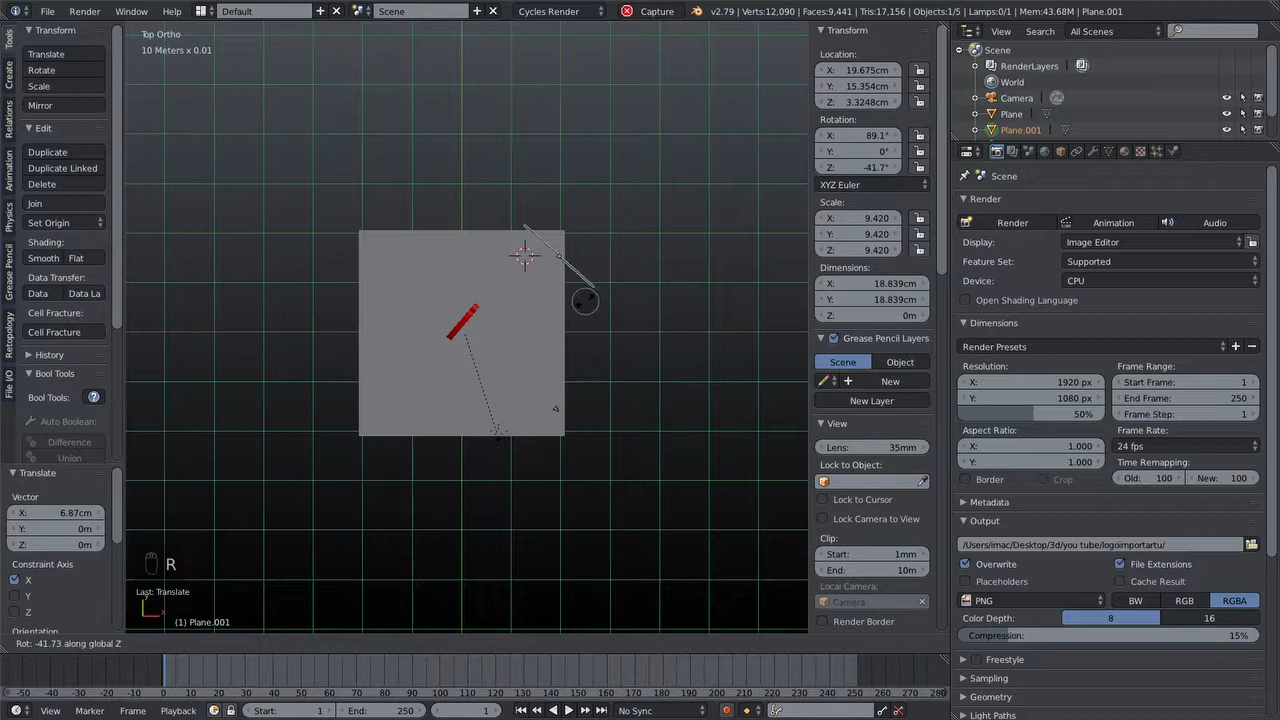 File Render Window Help Default Scene Cycles Render Capture v2.79 | Verts:12,090 | Faces:9,441 | Tris:17,156 | Objects:1/5 | Lamps:0/1 | Mem:43.68M | Plane.001
Tools
Create
Relations
Animation
Physics
Grease Pencil
Retopology
File I/O
Transform
Translate
Rotate
Scale
Mirror
Edit
Duplicate
Duplicate Linked
Delete
Join
Set Origin
Shading:
Smooth Flat
Data Transfer:
Data Data La
Cell Fracture:
Cell Fracture
History
Bool Tools
Bool Tools:
Auto Boolean:
Difference
Union
Translate
Vector
X: 6.87cm
Y: 0m
Z: 0m
Constraint Axis
X
Y
Z
Orientation
Top Ortho
10 Meters x 0.01
R
Last: Translate
(1) Plane.001
Rot: -41.73 along global Z
Transform
Location:
X: 19.675cm
Y: 15.354cm
Z: 3.3248cm
Rotation:
X: 89.1°
Y: 0°
Z: -41.7°
XYZ Euler
Scale:
X: 9.420
Y: 9.420
Z: 9.420
Dimensions:
X: 18.839cm
Y: 18.839cm
Z: 0m
Grease Pencil Layers
Scene Object
New
New Layer
View
Lens: 35mm
Lock to Object:
Lock to Cursor
Lock Camera to View
Clip:
Start: 1mm
End: 10m
Local Camera:
Camera
Render Border
View Search All Scenes
Scene
RenderLayers
World
Camera
Plane
Plane.001
Scene
Render
Render Animation Audio
Display: Image Editor
Feature Set: Supported
Device: CPU
Open Shading Language
Dimensions
Render Presets
Resolution: Frame Range:
X: 1920 px Start Frame: 1
Y: 1080 px End Frame: 250
50% Frame Step: 1
Aspect Ratio: Frame Rate:
X: 1.000 24 fps
Y: 1.000 Time Remapping:
Border Crop Old: 100 New: 100
Metadata
Output
/Users/imac/Desktop/3d/you tube/logoimportartu/
Overwrite File Extensions
Placeholders Cache Result
PNG BW RGB RGBA
Color Depth: 8 16
Compression: 15%
Freestyle
Sampling
Geometry
Light Paths
-50 -40 -30 -20 -10 0 10 20 30 40 50 60 70 80 90 100 110 120 130 140 150 160 170 180 190 200 210 220 230 240 250 260 270 280
View Marker Frame Playback Start: 1 End: 250 1 No Sync